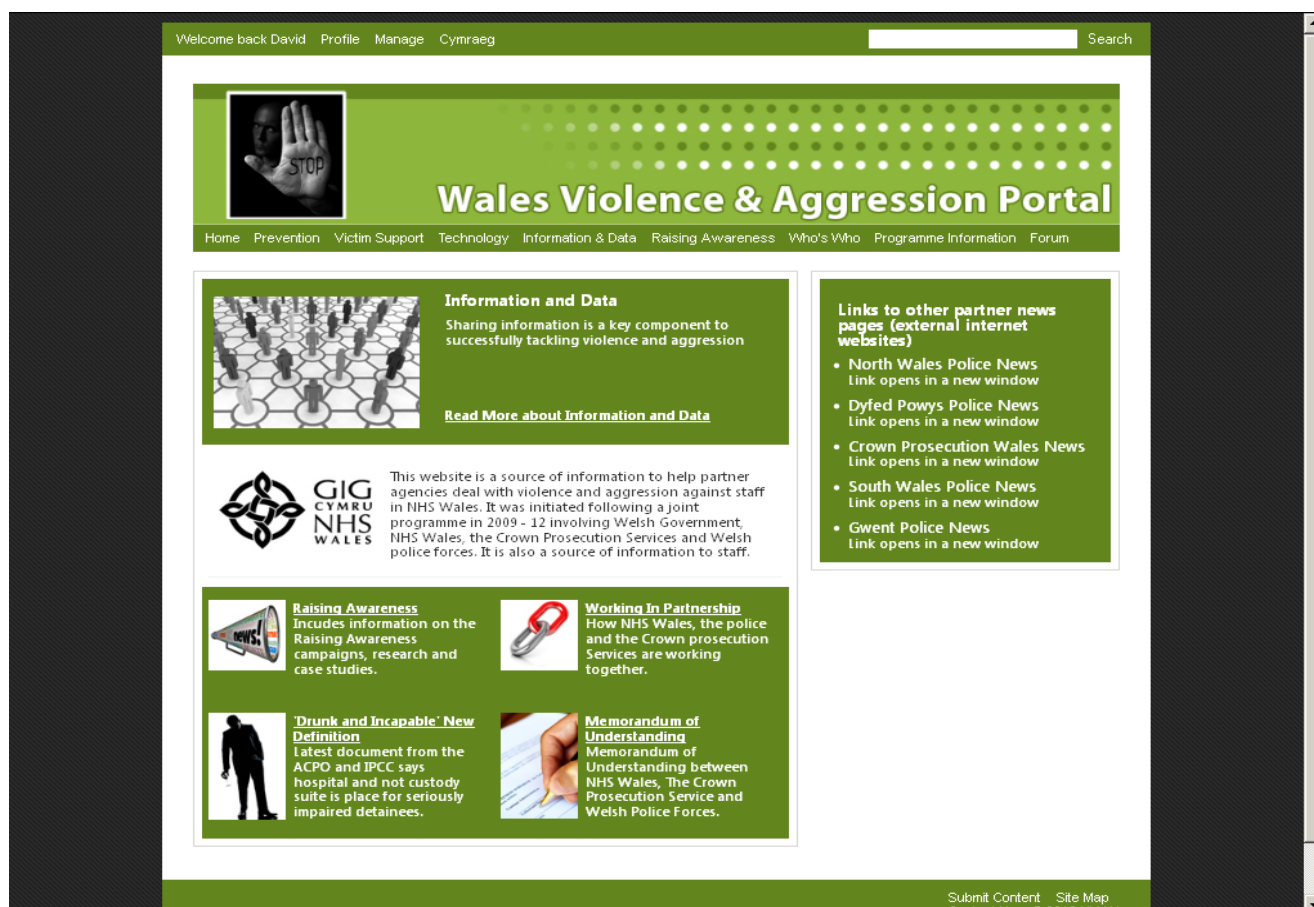 Welcome back David Profile Manage Cymraeg
Search
STOP
Wales Violence & Aggression Portal
Home Prevention Victim Support Technology Information & Data Raising Awareness Who's Who Programme Information Forum
Information and Data
Sharing information is a key component to
successfully tackling violence and aggression
Read More about Information and Data
GIG
CYMRU
NHS
WALES
This website is a source of information to help partner
agencies deal with violence and aggression against staff
in NHS Wales. It was initiated following a joint
programme in 2009 - 12 involving Welsh Government,
NHS Wales, the Crown Prosecution Services and Welsh
police forces. It is also a source of information to staff.
news!
Raising Awareness
Incudes information on the
Raising Awareness
campaigns, research and
case studies.
Working In Partnership
How NHS Wales, the police
and the Crown prosecution
Services are working
together.
'Drunk and Incapable' New
Definition
Latest document from the
ACPO and IPCC says
hospital and not custody
suite is place for seriously
impaired detainees.
Memorandum of
Understanding
Memorandum of
Understanding between
NHS Wales, The Crown
Prosecution Service and
Welsh Police Forces.
Links to other partner news
pages (external internet
websites)
North Wales Police News
Link opens in a new window
Dyfed Powys Police News
Link opens in a new window
Crown Prosecution Wales News
Link opens in a new window
South Wales Police News
Link opens in a new window
Gwent Police News
Link opens in a new window
Submit Content Site Map